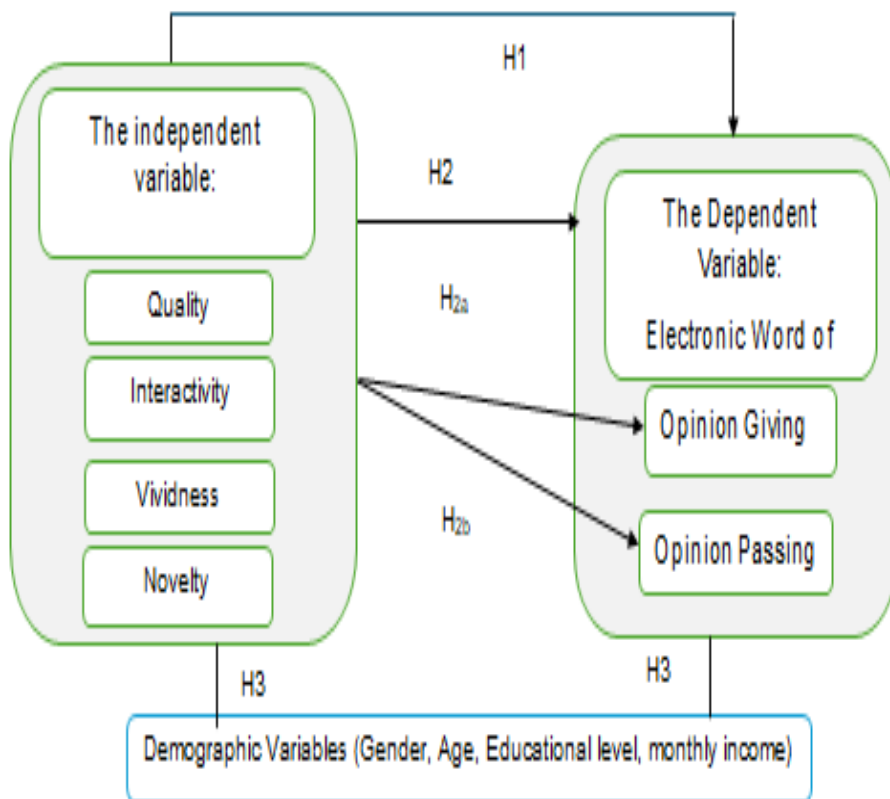 H1
The independent
variable:
Quality
Interactivity
Vividness
Novelty
H2
H2a
H2b
The Dependent
Variable:
Electronic Word of
Opinion Giving
Opinion Passing
H3
H3
Demographic Variables (Gender, Age, Educational level, monthly income)